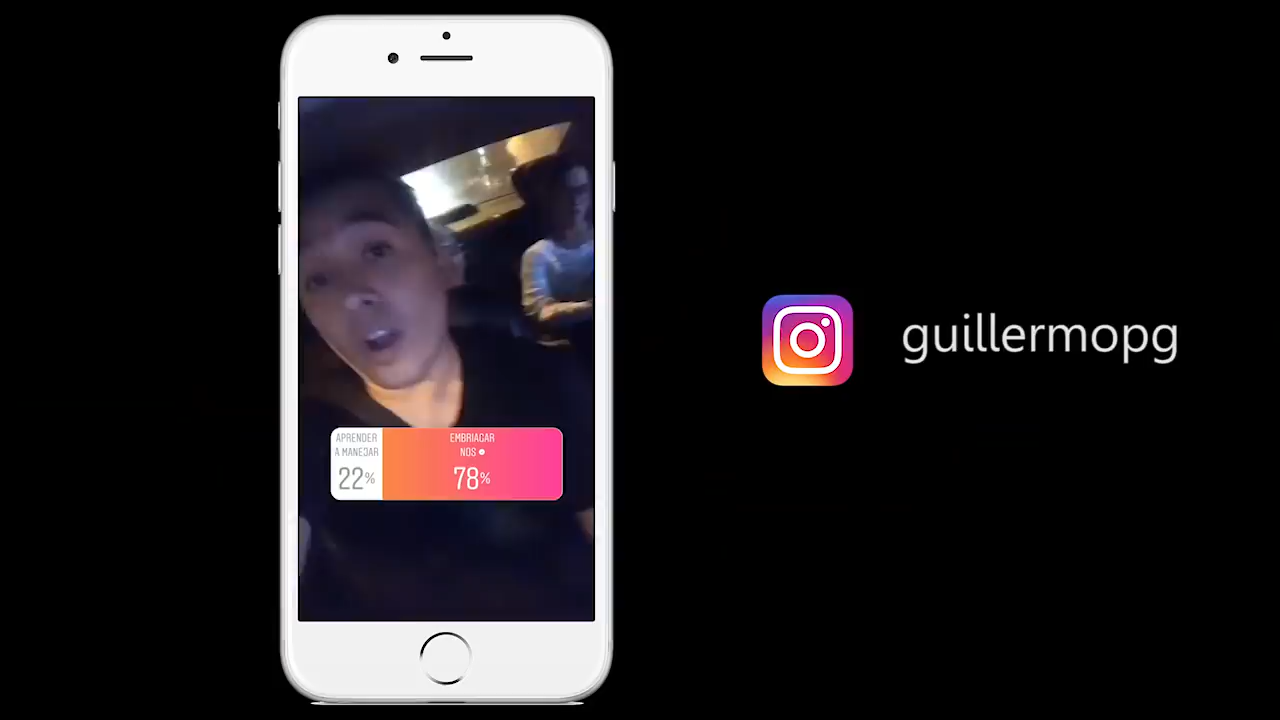 APRENDER
A MANEJAR
22%
EMBRIAGAR
NOS
78%
guillermopg